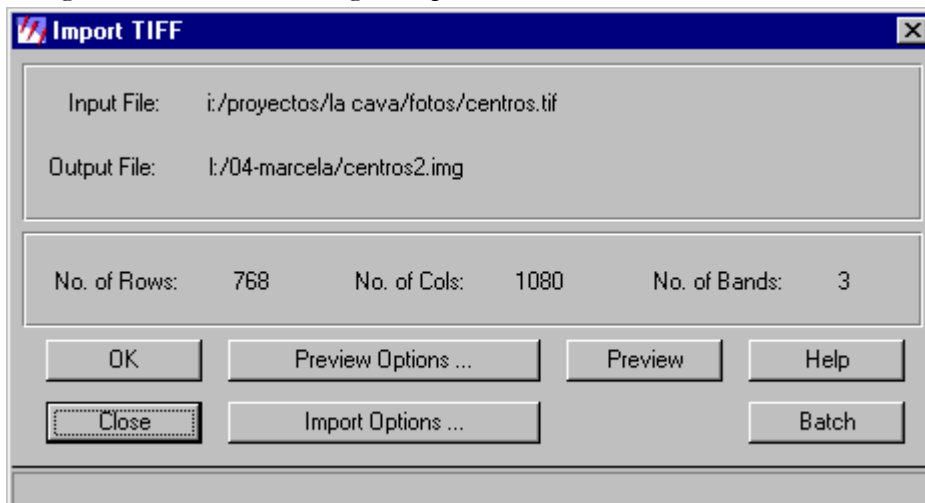 Import TIFF
Input File: i:/proyectos/la cava/fotos/centros.tif
Output File: l:/04-marcela/centros2.img
No. of Rows: 768 No. of Cols: 1080 No. of Bands: 3
OK Preview Options ... Preview Help
Close Import Options ... Batch